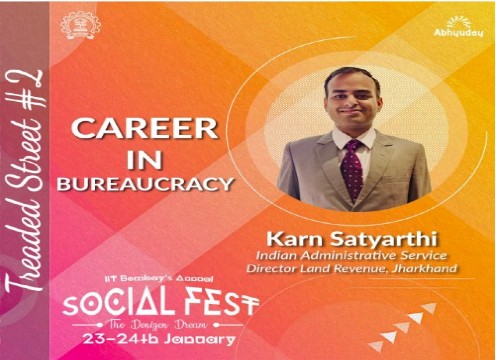 Abhyuday
Treaded Street #2
CAREER
IN
BUREAUCRACY
Karn Satyarthi
Indian Administrative Service
Director Land Revenue, Jharkhand
IIT Bombay's Annual
SOCIAL FEST
The Denizen Dream
23-24th January